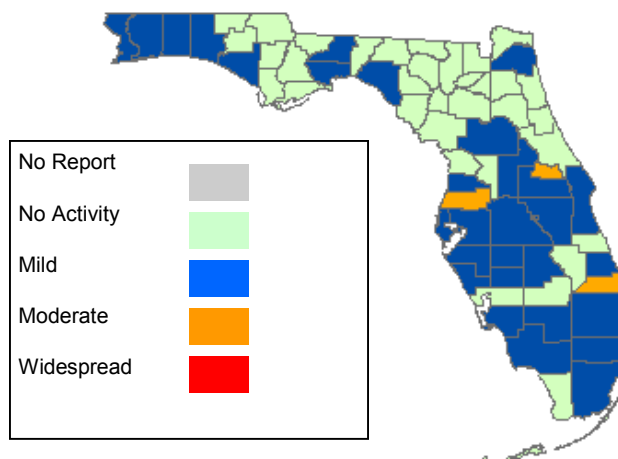 No Report
No Activity
Mild
Moderate
Widespread